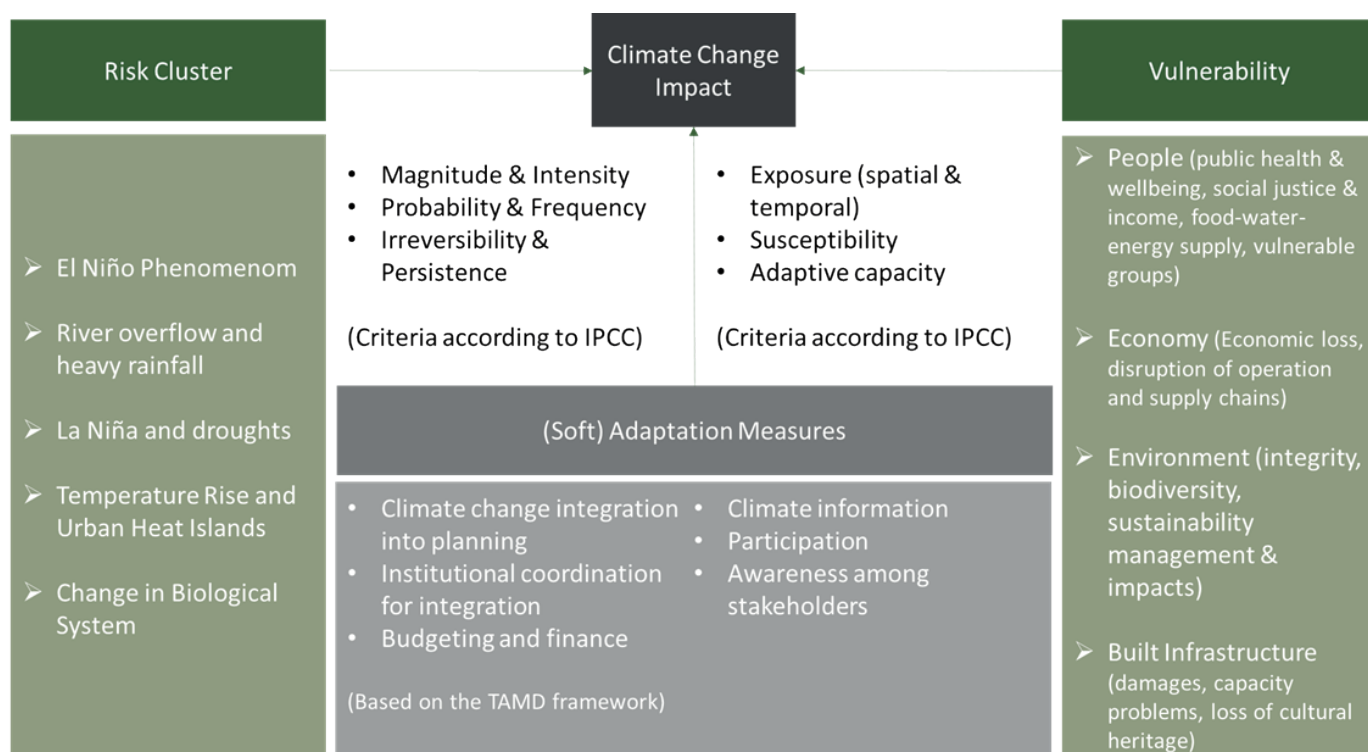 Risk Cluster
Climate Change
Impact
Vulnerability
➢ El Niño Phenomenom
➢ River overflow and
heavy rainfall
➢ La Niña and droughts
➢ Temperature Rise and
Urban Heat Islands
➢ Change in Biological
System
• Magnitude & Intensity
• Probability & Frequency
• Irreversibility &
Persistence
(Criteria according to IPCC)
• Exposure (spatial &
temporal)
• Susceptibility
• Adaptive capacity
(Criteria according to IPCC)
(Soft) Adaptation Measures
• Climate change integration
into planning
• Institutional coordination
for integration
• Budgeting and finance
(Based on the TAMD framework)
• Climate information
• Participation
• Awareness among
stakeholders
➢ People (public health &
wellbeing, social justice &
income, food-water-
energy supply, vulnerable
groups)
➢ Economy (Economic loss,
disruption of operation
and supply chains)
➢ Environment (integrity,
biodiversity,
sustainability
management &
impacts)
➢ Built Infrastructure
(damages, capacity
problems, loss of cultural
heritage)